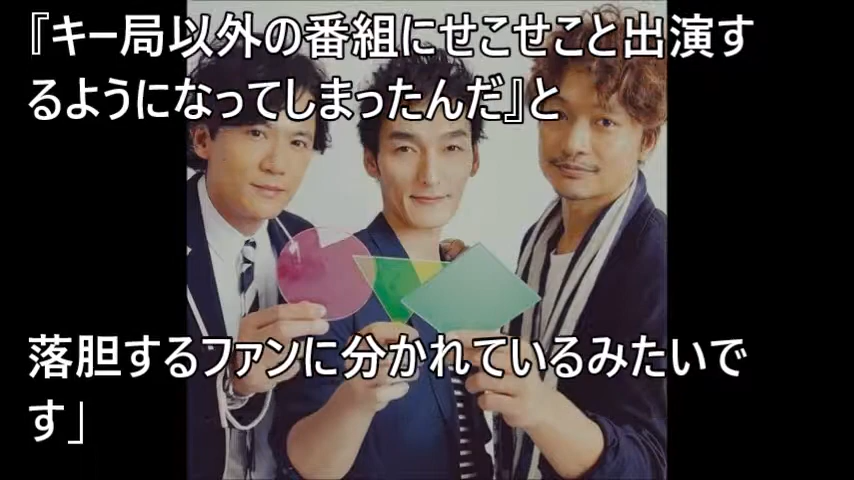 『キー局以外の番組にせこせこと出演す
るようになってしまったんだ』と
落胆するファンに分かれているみたいで
す」